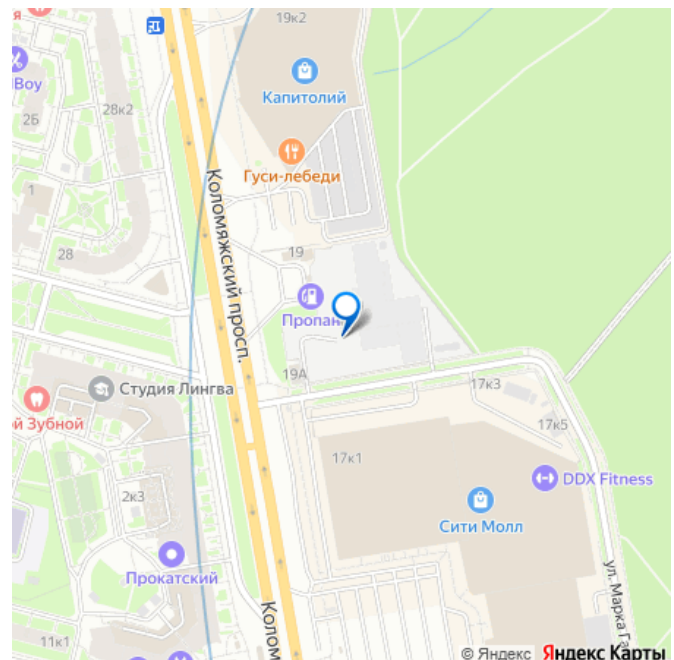 19к2
я
Boy
Капитолий
28к2
2Б
Гуси-лебеди
Коломяжский просп.
1
28
19
Пропан
19А
Студия Лингва
17к3
ой Зубной
17к5
17к1
DDX Fitness
2к3
Сити Молл
Прокатский
ул. Марка Га
Колом
11к1
© Яндекс Яндекс Карты